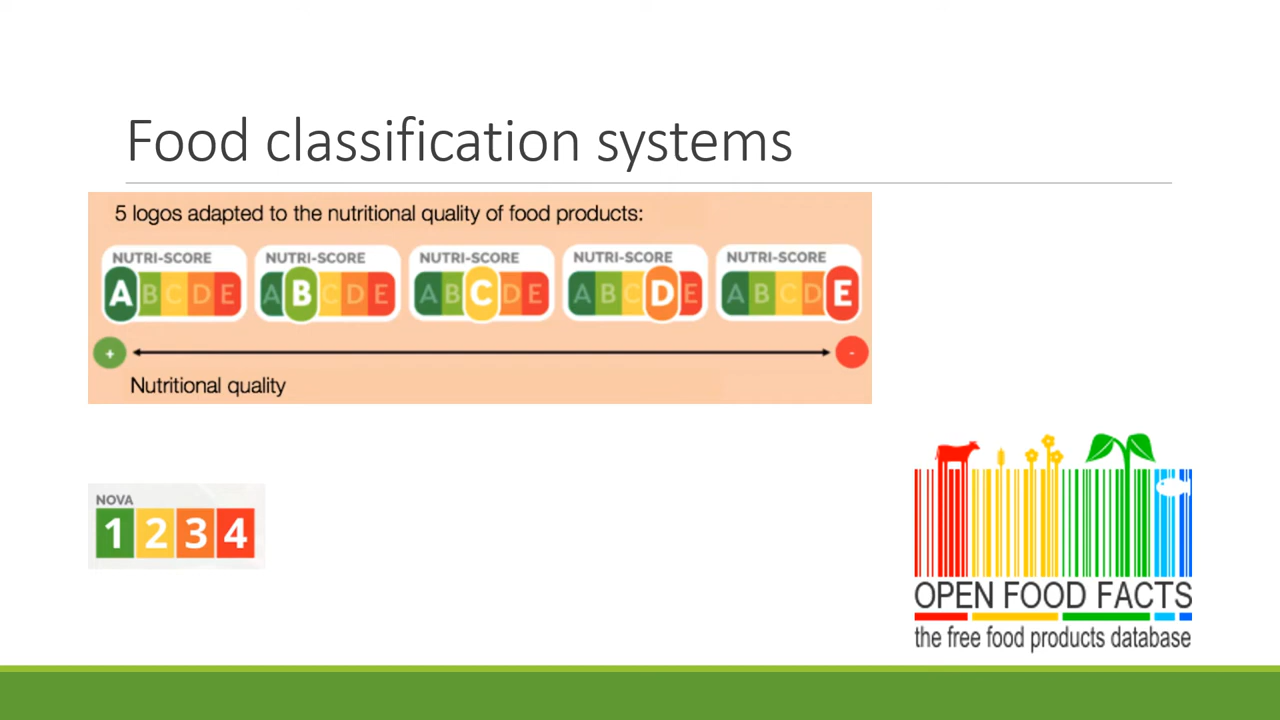 Food classification systems
5 logos adapted to the nutritional quality of food products:
NUTRI-SCORE NUTRI-SCORE NUTRI-SCORE NUTRI-SCORE NUTRI-SCORE
A B C D E A B C D E A B C D E A B C D E A B C D E
+ -
Nutritional quality
NOVA
1 2 3 4
OPEN FOOD FACTS
the free food products database